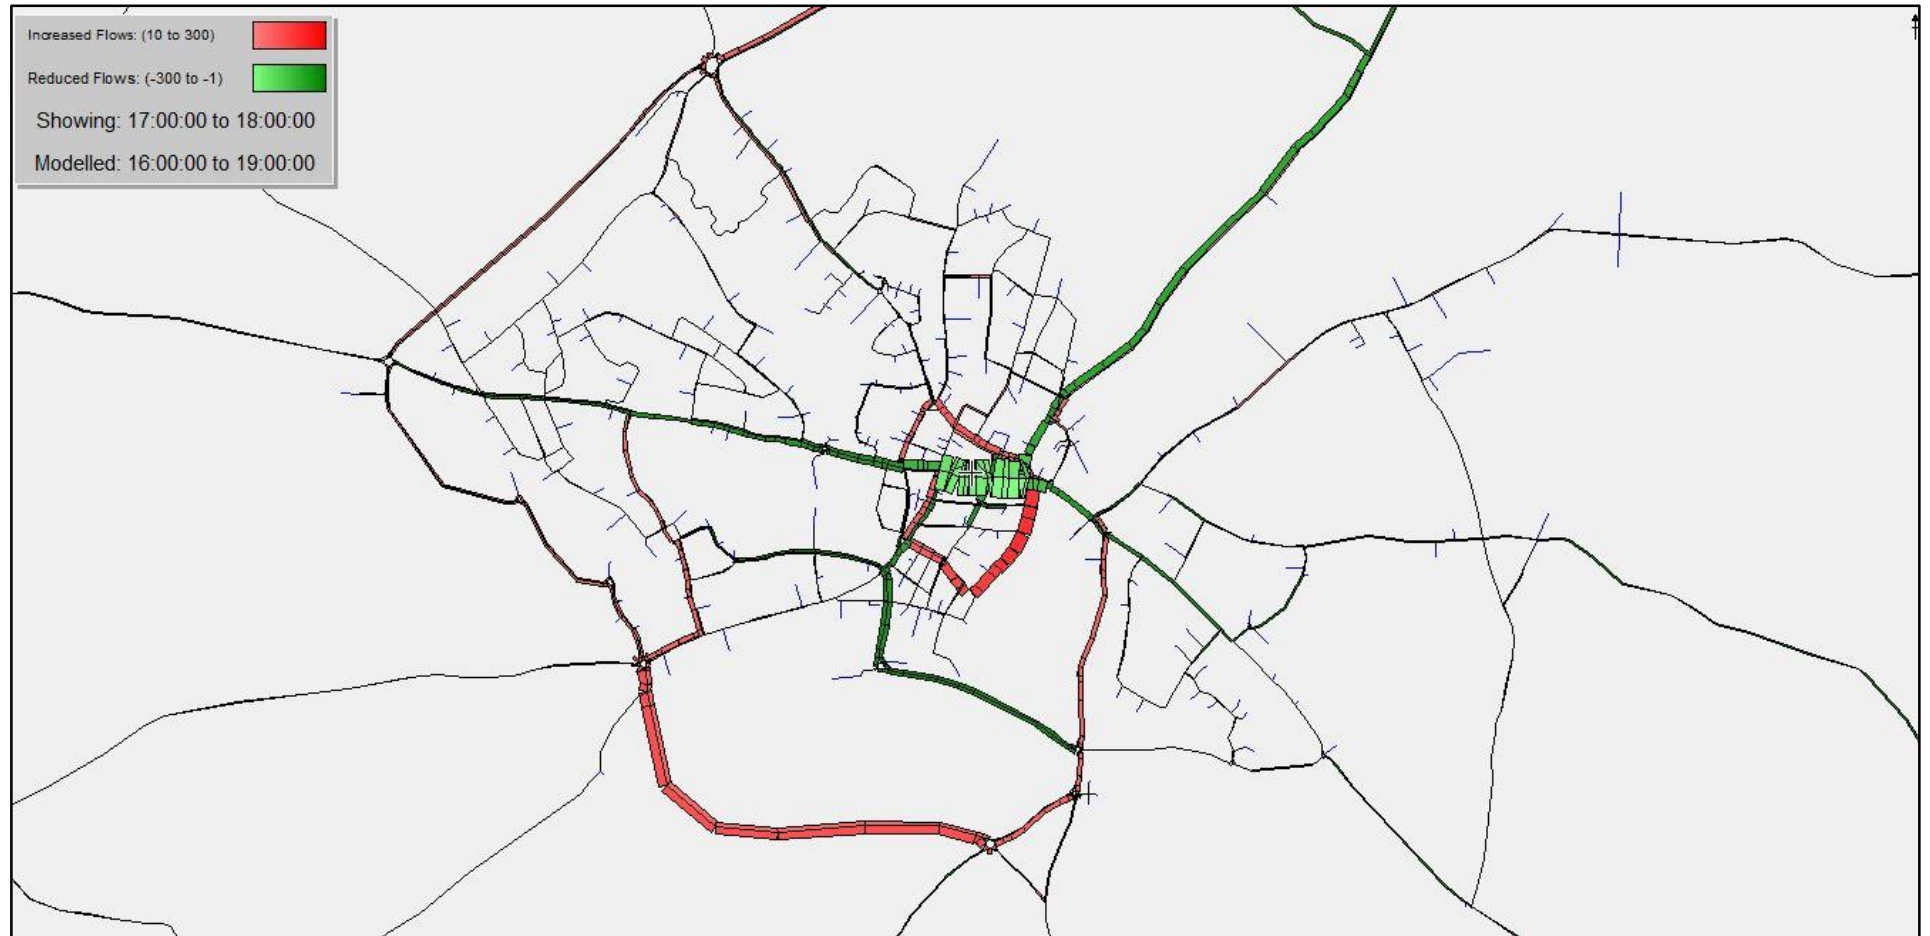 Increased Flows: (10 to 300)
Reduced Flows: (-300 to -1)
Showing: 17:00:00 to 18:00:00
Modelled: 16:00:00 to 19:00:00